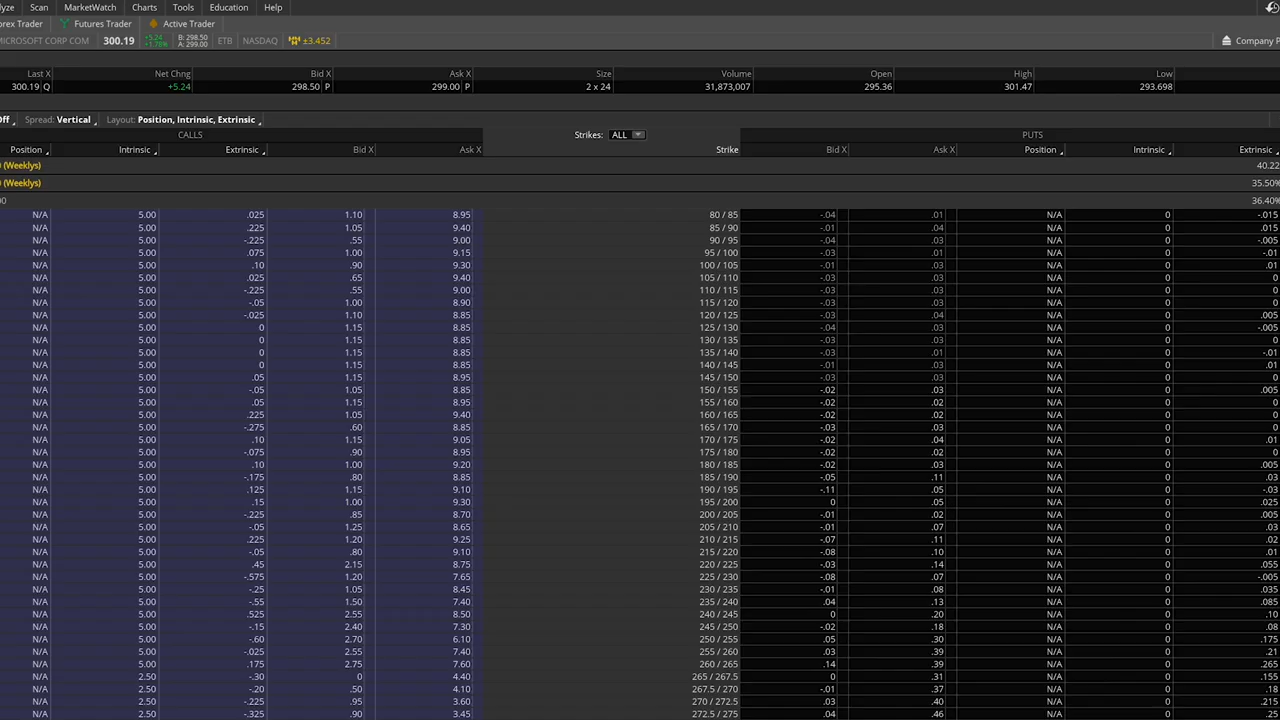 lyze Scan MarketWatch Charts Tools Education Help
orex Trader Futures Trader Active Trader
MICROSOFT CORP COM 300.19 +5.24 +1.78% B: 298.50 A: 299.00 ETB NASDAQ ±3.452 Company P
Last X Net Chng Bid X Ask X Size Volume Open High Low
300.19 Q +5.24 298.50 P 299.00 P 2 x 24 31,873,007 295.36 301.47 293.698
Off Spread: Vertical Layout: Position, Intrinsic, Extrinsic
CALLS Strikes: ALL PUTS
Position Intrinsic Extrinsic Bid X Ask X Strike Bid X Ask X Position Intrinsic Extrinsic
) (Weeklys) 40.22
) (Weeklys) 35.50%
00 36.40%
N/A 5.00 .025 1.10 8.95 80 / 85 -.04 .01 N/A 0 -.015
N/A 5.00 .225 1.05 9.40 85 / 90 -.01 .04 N/A 0 .015
N/A 5.00 -.225 .55 9.00 90 / 95 -.04 .03 N/A 0 -.005
N/A 5.00 .075 1.00 9.15 95 / 100 -.03 .03 N/A 0 -.01
N/A 5.00 .10 .90 9.30 100 / 105 -.01 .03 N/A 0 .01
N/A 5.00 .025 .65 9.40 105 / 110 -.03 .03 N/A 0 0
N/A 5.00 -.225 .55 9.00 110 / 115 -.03 .03 N/A 0 0
N/A 5.00 -.05 1.00 8.90 115 / 120 -.03 .03 N/A 0 0
N/A 5.00 -.025 1.10 8.85 120 / 125 -.03 .04 N/A 0 .005
N/A 5.00 0 1.15 8.85 125 / 130 -.04 .03 N/A 0 -.005
N/A 5.00 0 1.15 8.85 130 / 135 -.03 .03 N/A 0 0
N/A 5.00 0 1.15 8.85 135 / 140 -.03 .01 N/A 0 -.01
N/A 5.00 0 1.15 8.85 140 / 145 -.01 .03 N/A 0 .01
N/A 5.00 .05 1.15 8.95 145 / 150 -.03 .03 N/A 0 0
N/A 5.00 -.05 1.05 8.85 150 / 155 -.02 .03 N/A 0 .005
N/A 5.00 .05 1.15 8.95 155 / 160 -.02 .02 N/A 0 0
N/A 5.00 .225 1.05 9.40 160 / 165 -.02 .02 N/A 0 0
N/A 5.00 -.275 .60 8.85 165 / 170 -.03 .03 N/A 0 0
N/A 5.00 .10 1.15 9.05 170 / 175 -.02 .04 N/A 0 .01
N/A 5.00 -.075 .90 8.95 175 / 180 -.02 .02 N/A 0 0
N/A 5.00 .10 1.00 9.20 180 / 185 -.02 .03 N/A 0 .005
N/A 5.00 -.175 .80 8.85 185 / 190 -.05 .11 N/A 0 .03
N/A 5.00 .125 1.15 9.10 190 / 195 -.11 .05 N/A 0 -.03
N/A 5.00 .15 1.00 9.30 195 / 200 0 .05 N/A 0 .025
N/A 5.00 -.225 .85 8.70 200 / 205 -.01 .02 N/A 0 .005
N/A 5.00 -.05 1.25 8.65 205 / 210 -.01 .07 N/A 0 .03
N/A 5.00 .225 1.20 9.25 210 / 215 -.07 .11 N/A 0 .02
N/A 5.00 -.05 .80 9.10 215 / 220 -.08 .10 N/A 0 .01
N/A 5.00 .45 2.15 8.75 220 / 225 -.03 .14 N/A 0 .055
N/A 5.00 -.575 1.20 7.65 225 / 230 -.08 .07 N/A 0 -.005
N/A 5.00 -.25 1.05 8.45 230 / 235 -.01 .08 N/A 0 .035
N/A 5.00 -.55 1.50 7.40 235 / 240 .04 .13 N/A 0 .085
N/A 5.00 .525 2.55 8.50 240 / 245 0 .20 N/A 0 .10
N/A 5.00 -.15 2.40 7.30 245 / 250 -.02 .18 N/A 0 .08
N/A 5.00 -.60 2.70 6.10 250 / 255 .05 .30 N/A 0 .175
N/A 5.00 -.025 2.55 7.40 255 / 260 .03 .39 N/A 0 .21
N/A 5.00 .175 2.75 7.60 260 / 265 .14 .39 N/A 0 .265
N/A 2.50 -.30 0 4.40 265 / 267.5 0 .31 N/A 0 .155
N/A 2.50 -.20 .50 4.10 267.5 / 270 -.01 .37 N/A 0 .18
N/A 2.50 -.225 .95 3.60 270 / 272.5 .03 .40 N/A 0 .215
N/A 2.50 -.325 .90 3.45 272.5 / 275 .04 .46 N/A 0 .25